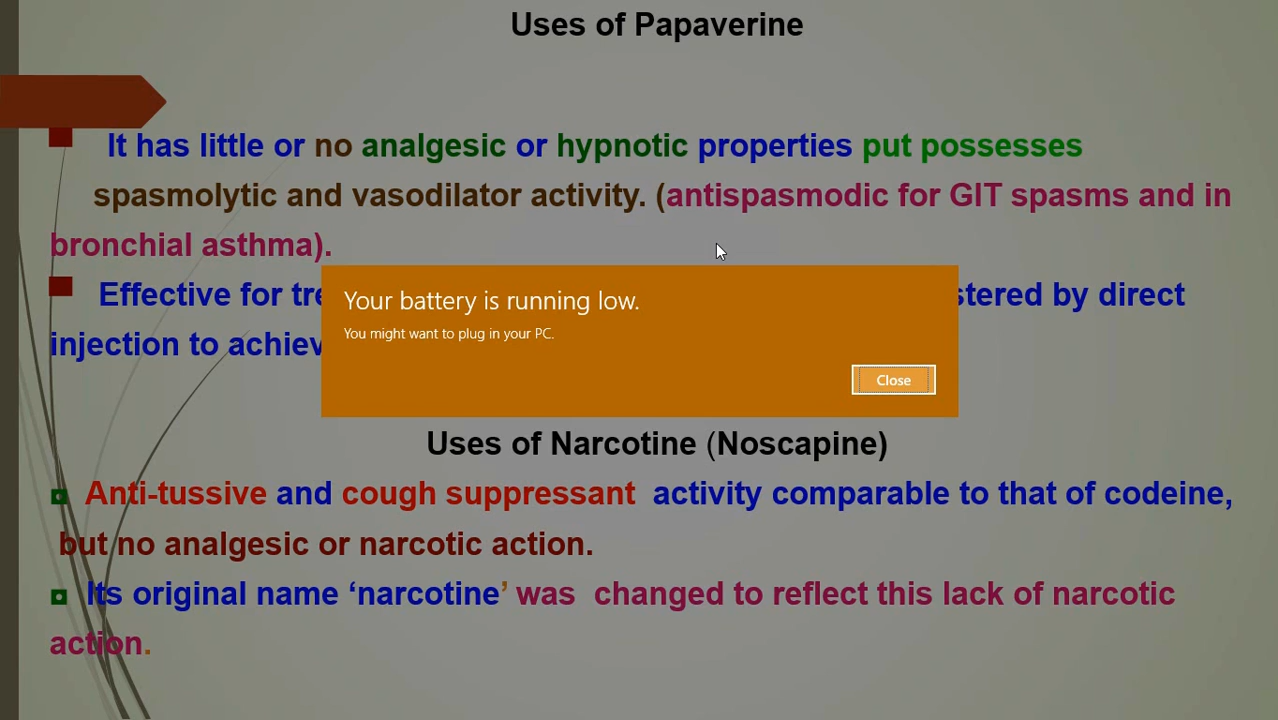 Uses of Papaverine
It has little or no analgesic or hypnotic properties put possesses
spasmolytic and vasodilator activity. (antispasmodic for GIT spasms and in
bronchial asthma).
Effective for
Your battery is running low.
by direct
You might want to plug in your PC.
injection to
Close
Uses of Narcotine (Noscapine)
Anti-tussive and cough suppressant activity comparable to that of codeine,
but no analgesic or narcotic action.
Its original name ‘narcotine’ was changed to reflect this lack of narcotic
action.